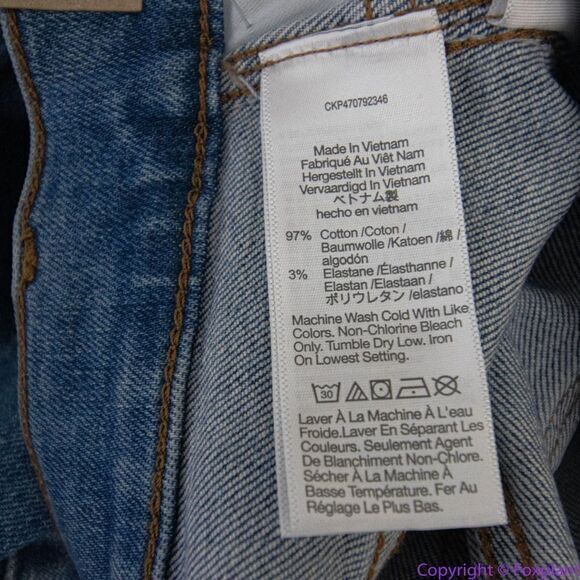 CKP470792346
Made In Vietnam
Fabriqué Au Viêt Nam
Hergestellt In Vietnam
Vervaardigd In Vietnam
ベトナム製
hecho en vietnam
97% Cotton /Coton /
Baumwolle /Katoen /綿 /
algodón
3% Elastane /Élasthanne /
Elastan /Elastaan /
ポリウレタン /elastano
Machine Wash Cold With Like
Colors. Non-Chlorine Bleach
Only. Tumble Dry Low. Iron
On Lowest Setting.
30
Laver À La Machine À L'eau
Froide.Laver En Séparant Les
Couleurs. Seulement Agent
De Blanchiment Non-Chlore.
Sécher À La Machine À
Basse Température. Fer Au
Réglage Le Plus Bas.
Copyright © Foxplant